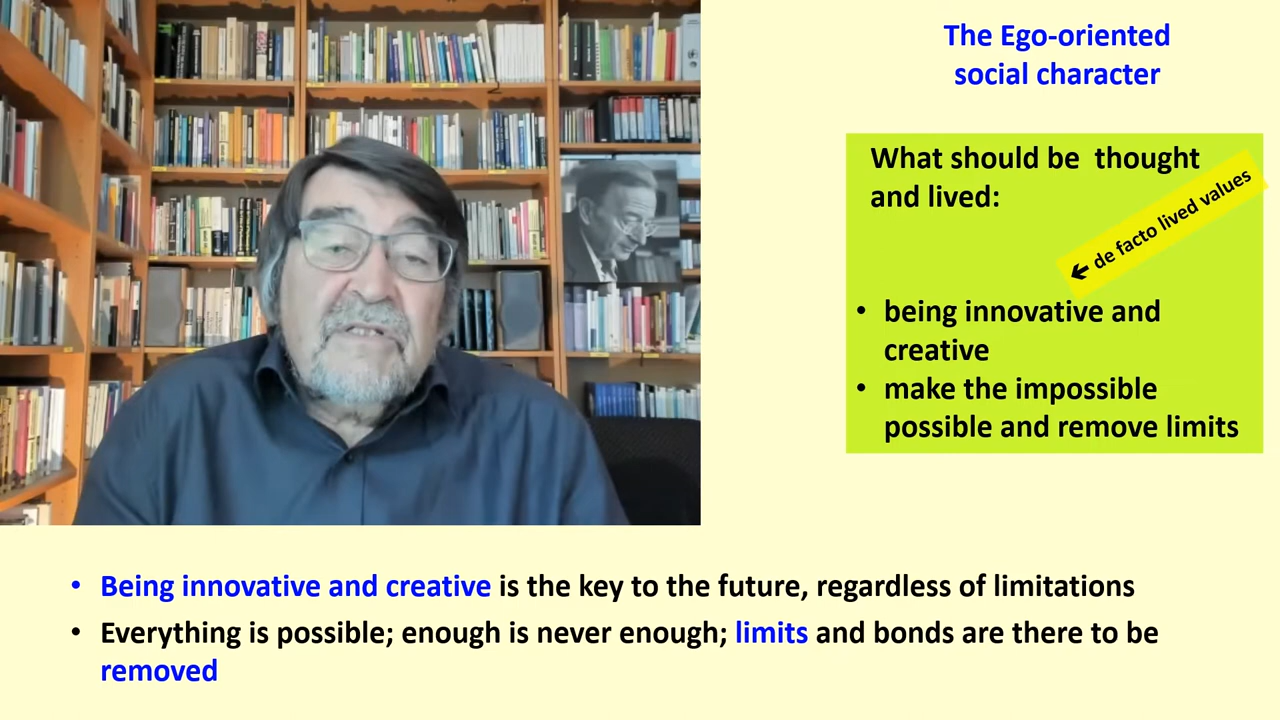 The Ego-oriented
social character
What should be thought
and lived:
← de facto lived values
• being innovative and
creative
• make the impossible
possible and remove limits
• Being innovative and creative is the key to the future, regardless of limitations
• Everything is possible; enough is never enough; limits and bonds are there to be
removed